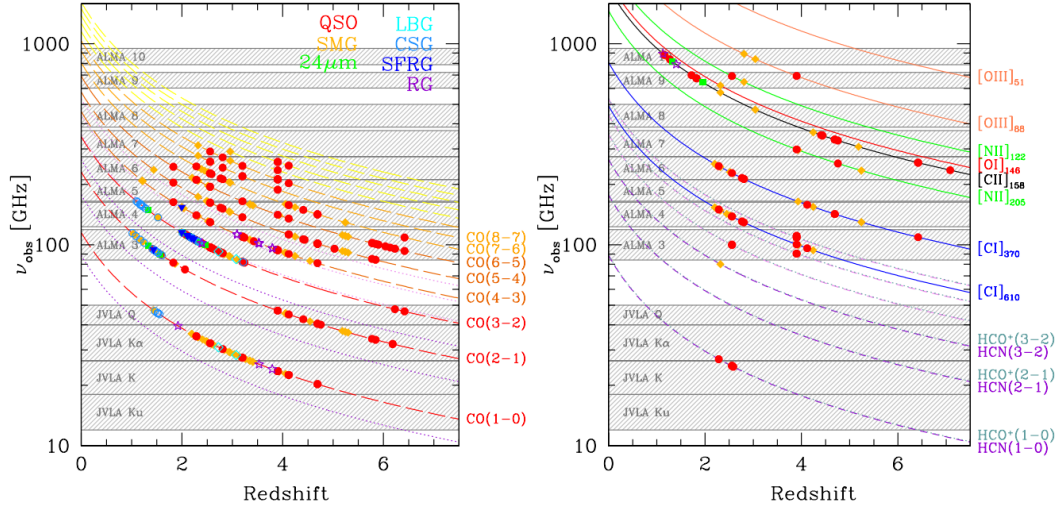 QSO LBG
SMG CSG
24μm SFRG
RG
1000
100
10
ν_obs [GHz]
ALMA 10
ALMA 9
ALMA 8
ALMA 7
ALMA 6
ALMA 5
ALMA 4
ALMA 3
JVLA Q
JVLA Ka
JVLA K
JVLA Ku
CO(8−7)
CO(7−6)
CO(6−5)
CO(5−4)
CO(4−3)
CO(3−2)
CO(2−1)
CO(1−0)
0 2 4 6
Redshift
1000
100
10
ν_obs [GHz]
ALMA
ALMA 9
ALMA 8
ALMA 7
ALMA 6
ALMA 5
ALMA 4
ALMA 3
JVLA Q
JVLA Ka
JVLA K
JVLA Ku
[OIII]51
[OIII]88
[NII]122
[OI]146
[CII]158
[NII]205
[CI]370
[CI]610
HCO+(3−2)
HCN(3−2)
HCO+(2−1)
HCN(2−1)
HCO+(1−0)
HCN(1−0)
0 2 4 6
Redshift